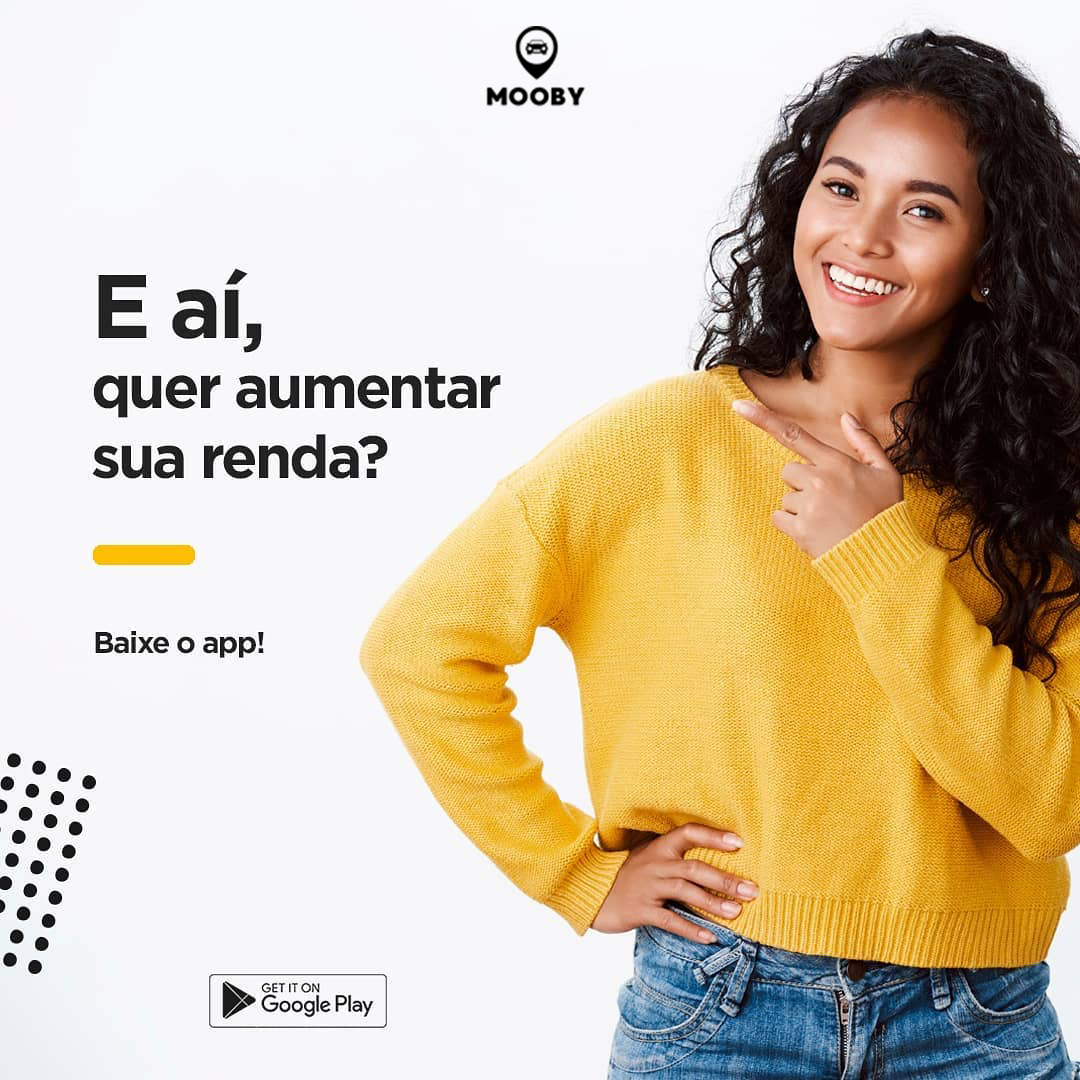 MOOBY
E aí,
quer aumentar
sua renda?
Baixe o app!
GET IT ON
Google Play